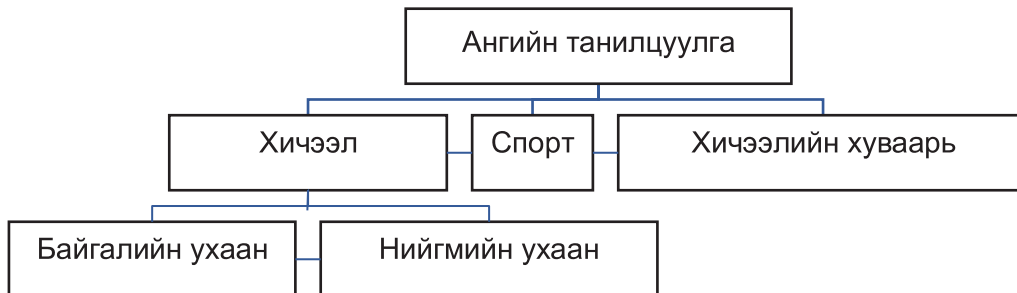 Ангийн танилцуулга
Хичээл
Спорт
Хичээлийн хуваарь
Байгалийн ухаан
Нийгмийн ухаан